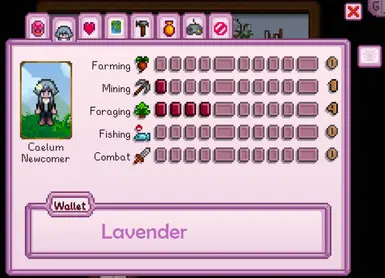 G
Farming 0
Mining 1
Foraging 4
Fishing 0
Combat 0
Caelum
Newcomer
Wallet
Lavender